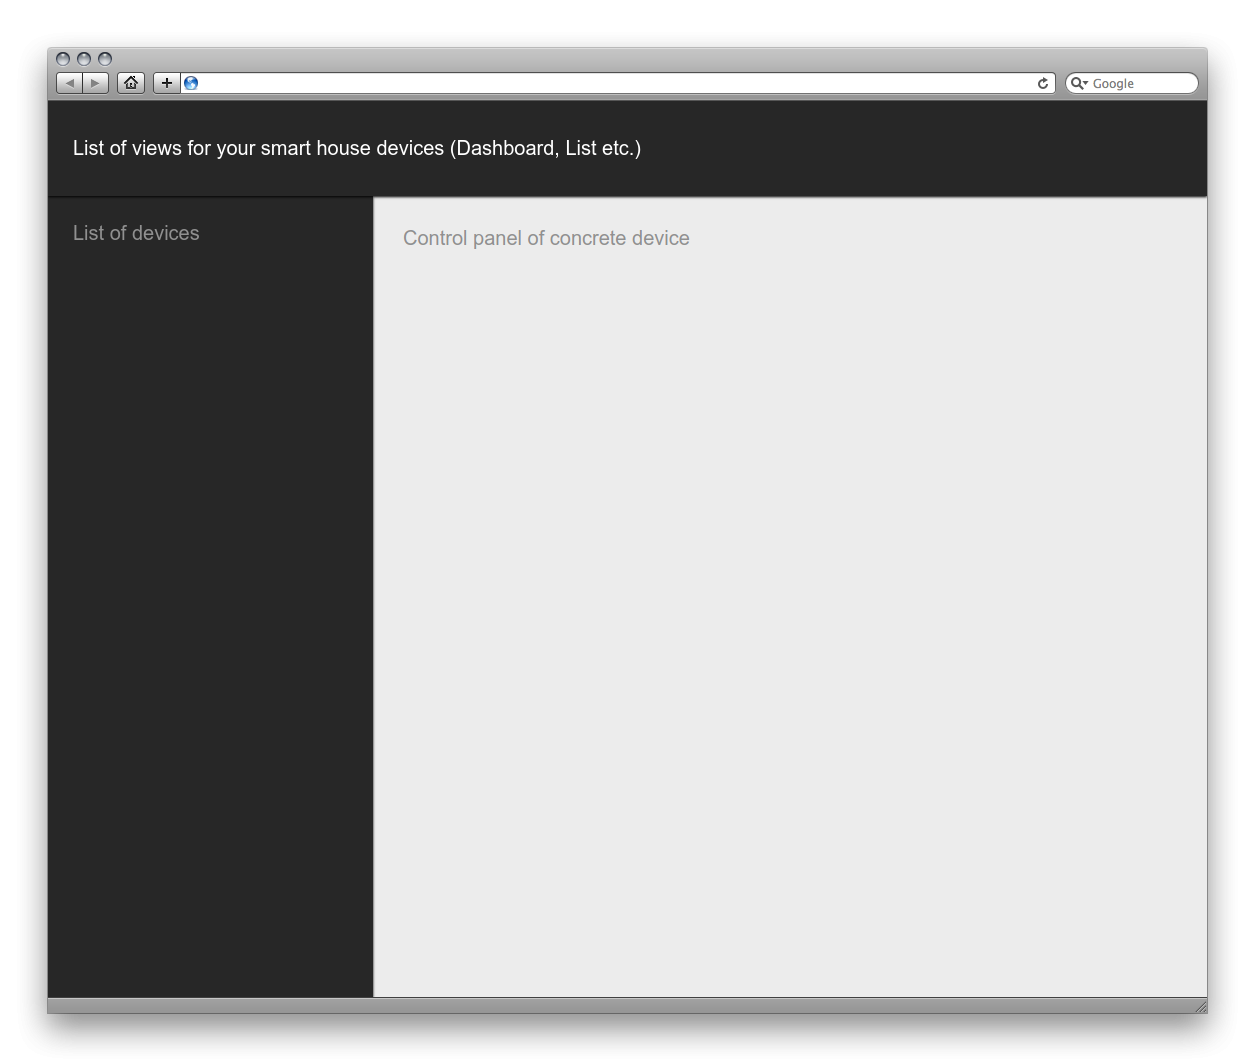 Google
List of views for your smart house devices (Dashboard, List etc.)
List of devices
Control panel of concrete device